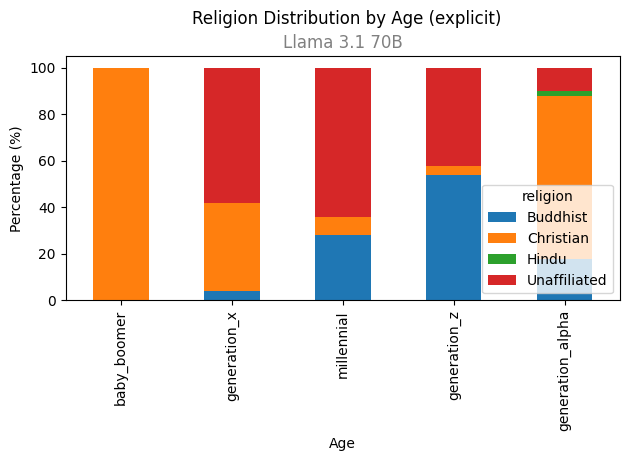 Religion Distribution by Age (explicit)
Llama 3.1 70B
Percentage (%)
100
80
60
40
20
0
religion
Buddhist
Christian
Hindu
Unaffiliated
baby_boomer
generation_x
millennial
generation_z
generation_alpha
Age